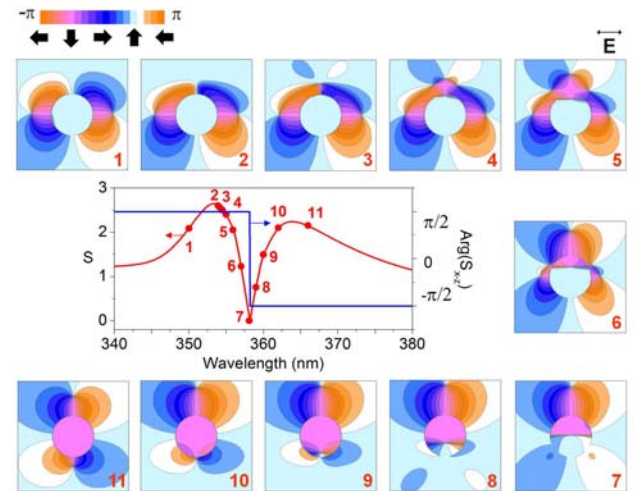 -π π
E
1 2 3 4 5
3
2
1
0
S
1 2 3 4 5 6 7 8 9 10 11
π/2
0
-π/2
Arg(Sx-z)
340 350 360 370 380
Wavelength (nm)
6
11 10 9 8 7